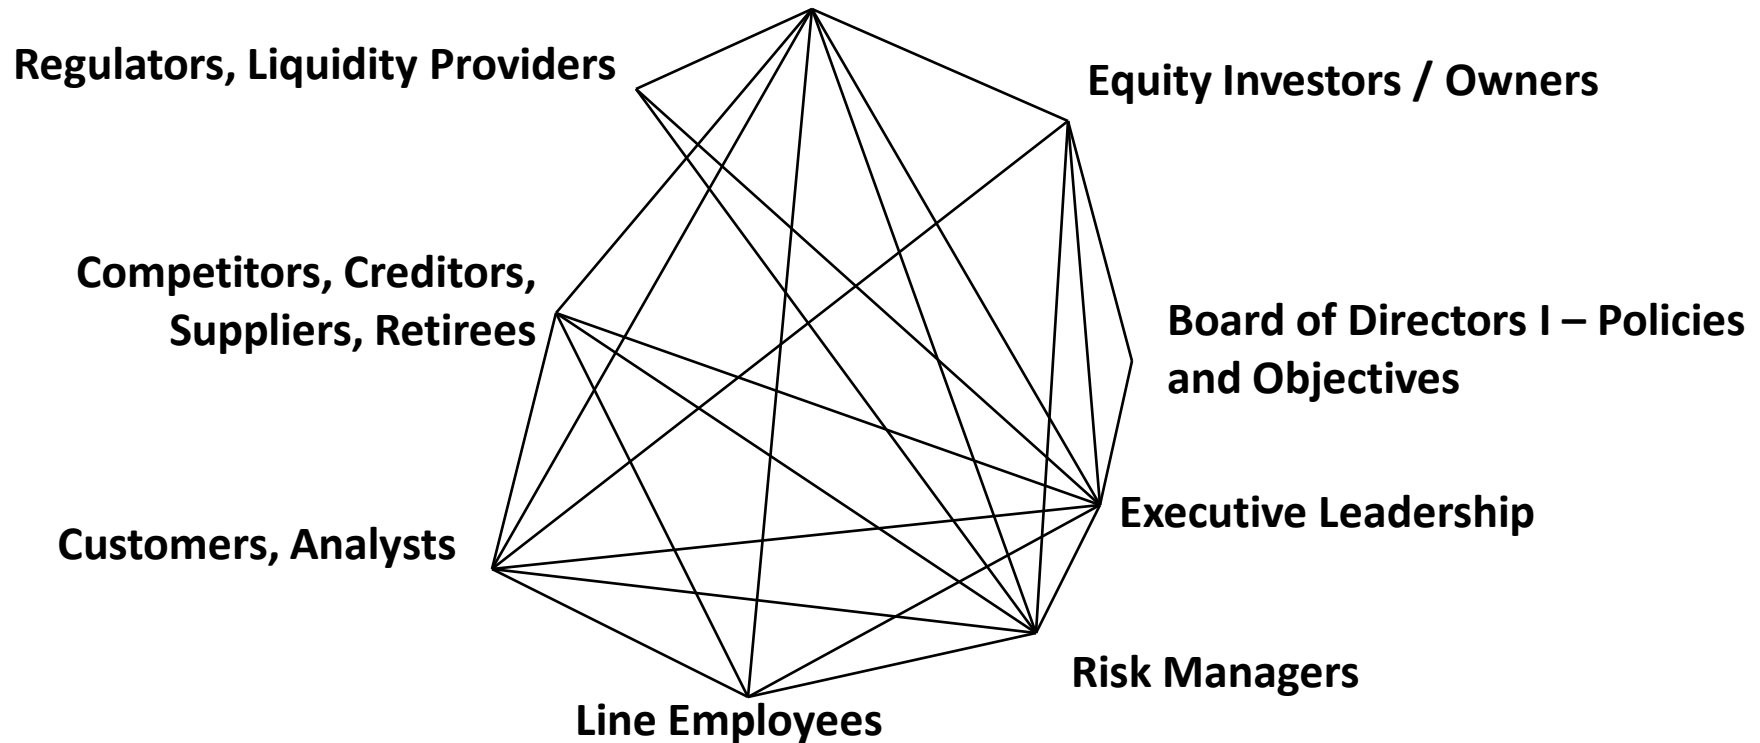 Regulators, Liquidity Providers
Equity Investors / Owners
Competitors, Creditors,
Suppliers, Retirees
Board of Directors I – Policies
and Objectives
Executive Leadership
Customers, Analysts
Risk Managers
Line Employees